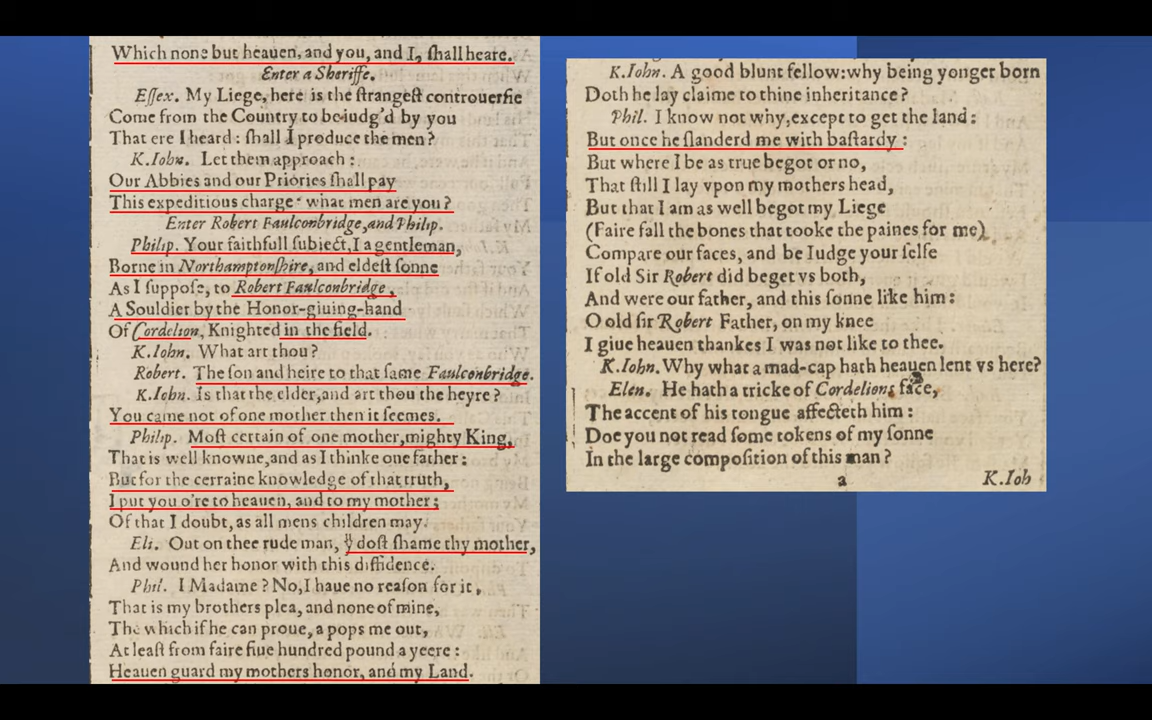 Which none but heauen, and you, and I, ſhall heare.
Enter a Sheriffe.
Eſſex. My Liege, here is the ſtrangeſt controuerſie
Come from the Country to be iudg'd by you
That ere I heard : ſhall I produce the men?
K.Iohn. Let them approach :
Our Abbies and our Priories ſhall pay
This expeditious charge what men are you?
Enter Robert Faulconbridge, and Philip.
Philip. Your faithfull ſubiect, I a gentleman,
Borne in Northamptonſhire, and eldeſt ſonne
As I ſuppoſe, to Robert Faulconbridge,
A Souldier by the Honor-giuing-hand
Of Cordelion, Knighted in the field.
K.Iohn. What art thou?
Robert. The ſon and heire to that ſame Faulconbridge.
K.Iohn. Is that the elder, and art thou the heyre?
You came not of one mother then it ſeemes.
Philip. Moſt certain of one mother, mighty King,
That is well knowne, and as I thinke one father:
But for the certaine knowledge of that truth,
I put you o're to heauen, and to my mother;
Of that I doubt, as all mens children may.
Eli. Out on thee rude man, yͧ doſt ſhame thy mother,
And wound her honor with this diffidence.
Phil. I Madame? No, I haue no reaſon for it,
That is my brothers plea, and none of mine,
The which if he can proue, a pops me out,
At leaſt from faire fiue hundred pound a yeere :
Heauen guard my mothers honor, and my Land.
K.Iohn. A good blunt fellow: why being yonger born
Doth he lay claime to thine inheritance?
Phil. I know not why, except to get the land :
But once he ſlanderd me with baſtardy :
But where I be as true begot or no,
That ſtill I lay vpon my mothers head,
But that I am as well begot my Liege
(Faire fall the bones that tooke the paines for me)
Compare our faces, and be Iudge your ſelfe
If old Sir Robert did beget vs both,
And were our father, and this ſonne like him :
O old ſir Robert Father, on my knee
I giue heauen thankes I was not like to thee.
K.Iohn. Why what a mad-cap hath heauen lent vs here?
Elen. He hath a tricke of Cordelions face,
The accent of his tongue affecteth him :
Doe you not read ſome tokens of my ſonne
In the large compoſition of this man?
a K.Ioh